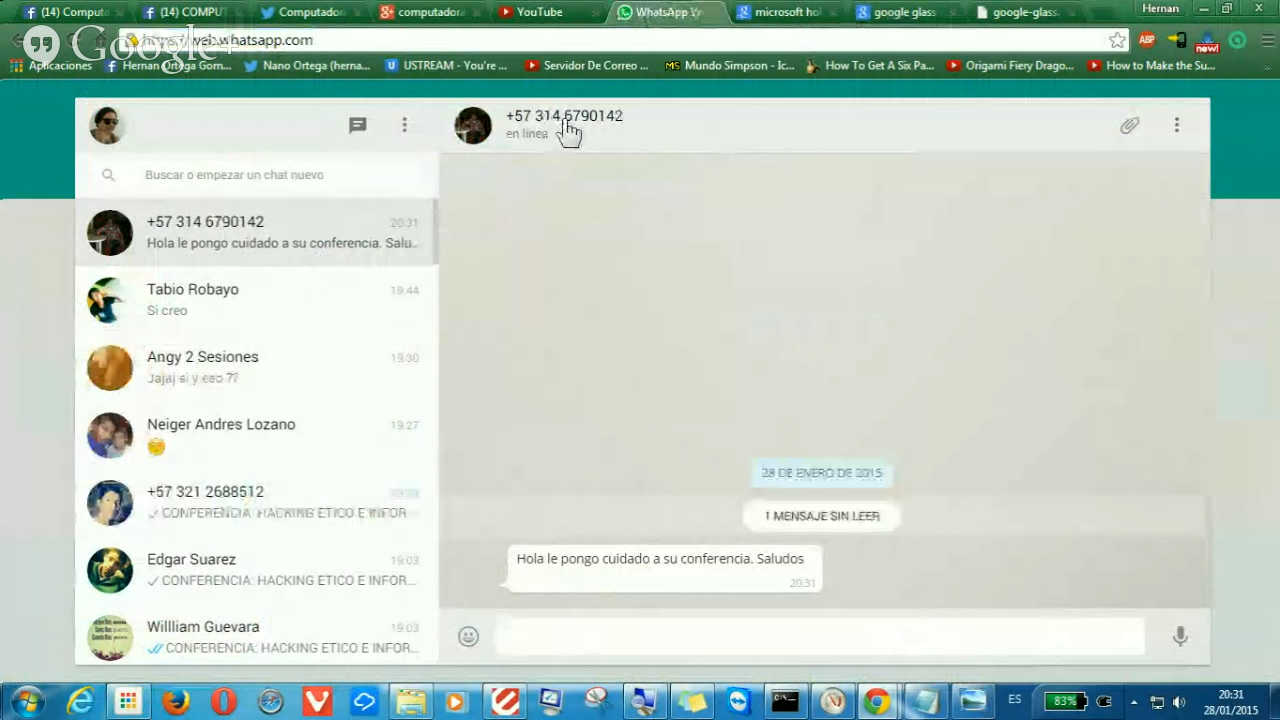 (14) Computa
(14) COMPUT
Computador
computadora
YouTube
WhatsApp W
microsoft hol
google glass
google-glass
Hernan
Google+
https://web.whatsapp.com
ABP
new!
Aplicaciones
Hernan Ortega Gom...
Nano Ortega (herna...
USTREAM - You're ...
Servidor De Correo ...
Mundo Simpson - Ic...
How To Get A Six Pa...
Origami Fiery Drago...
How to Make the Su...
+57 314 6790142
en línea
Buscar o empezar un chat nuevo
+57 314 6790142
20:31
Hola le pongo cuidado a su conferencia. Salu...
Tabio Robayo
19:44
Si creo
Angy 2 Sesiones
19:30
Jajaj si y eso ??
Neiger Andres Lozano
19:27
+57 321 2688512
CONFERENCIA: HACKING ETICO E INFOR
Edgar Suarez
19:03
CONFERENCIA: HACKING ETICO E INFOR...
Willliam Guevara
19:03
CONFERENCIA: HACKING ETICO E INFOR...
28 DE ENERO DE 2015
1 MENSAJE SIN LEER
Hola le pongo cuidado a su conferencia. Saludos
20:31
ES
83%
20:31
28/01/2015